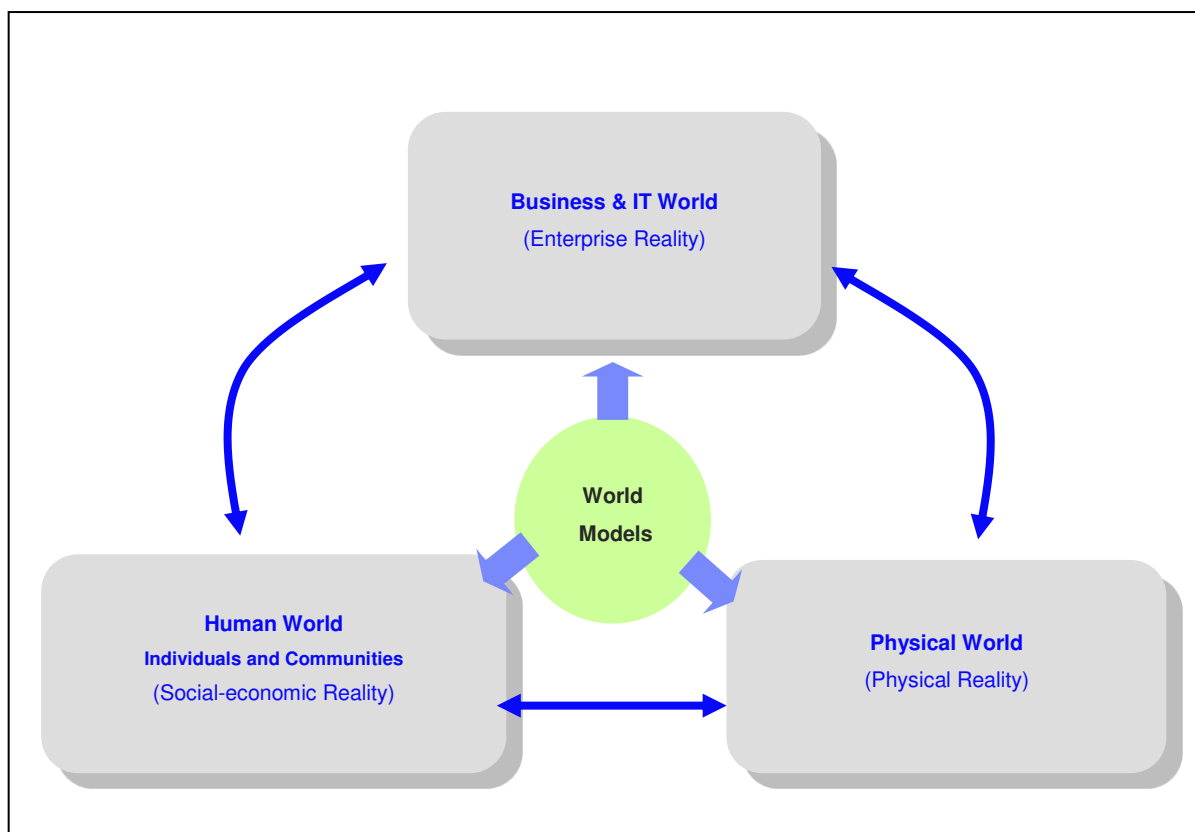 Business & IT World
(Enterprise Reality)
World
Models
Human World
Individuals and Communities
(Social-economic Reality)
Physical World
(Physical Reality)